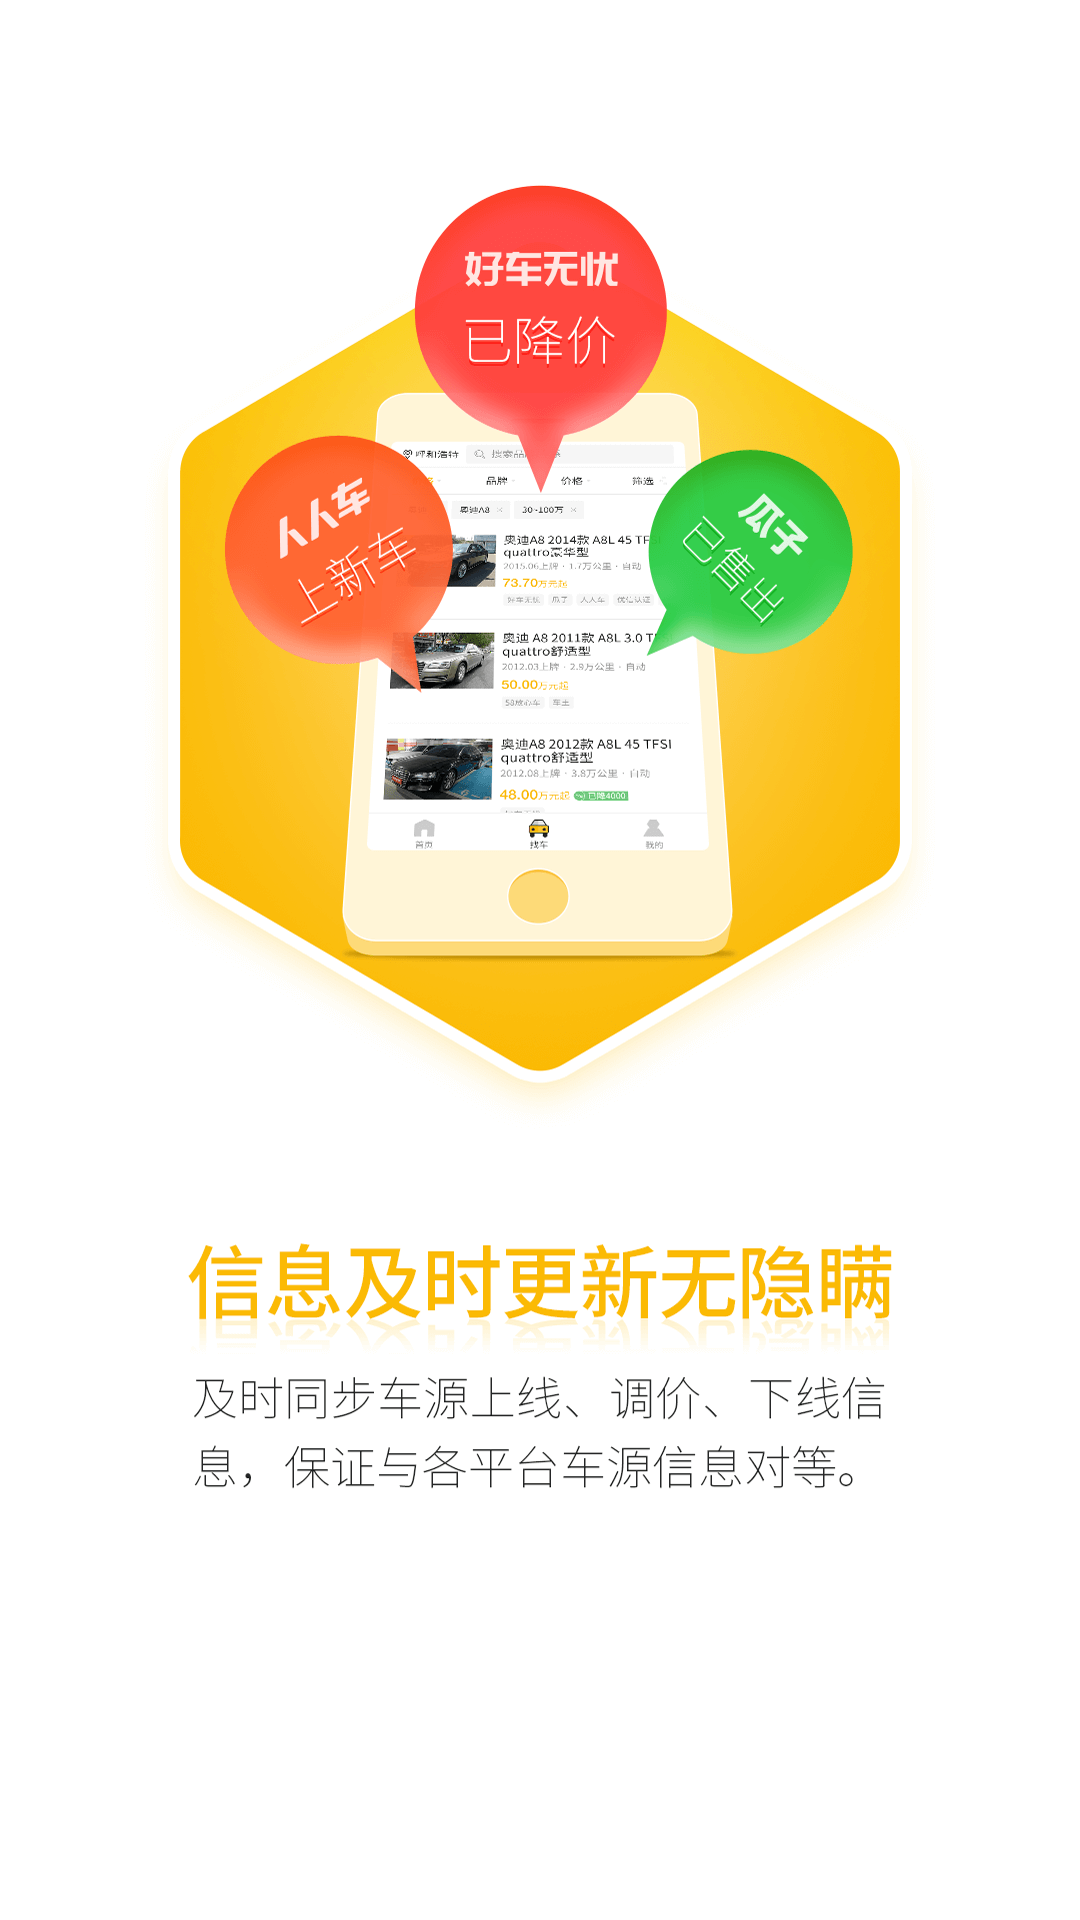 好车无忧
已降价
人人车
上新车
瓜子
已售出
呼和浩特
品牌
价格
筛选
奥迪A8
30~100万
奥迪A8 2014款 A8L 45
quattro豪华型
2015.06上牌 · 1.7万公里 · 自动
73.70万元起
好车无忧 瓜子 人人车 优信认证
奥迪 A8 2011款 A8L 3.0
quattro舒适型
2012.03上牌 · 2.9万公里 · 自动
50.00万元起
58放心车 车主
奥迪A8 2012款 A8L 45 TFSI
quattro舒适型
2012.08上牌 · 3.8万公里 · 自动
48.00万元起 已降4000
首页 找车 我的
信息及时更新无隐瞒
及时同步车源上线、调价、下线信
息，保证与各平台车源信息对等。